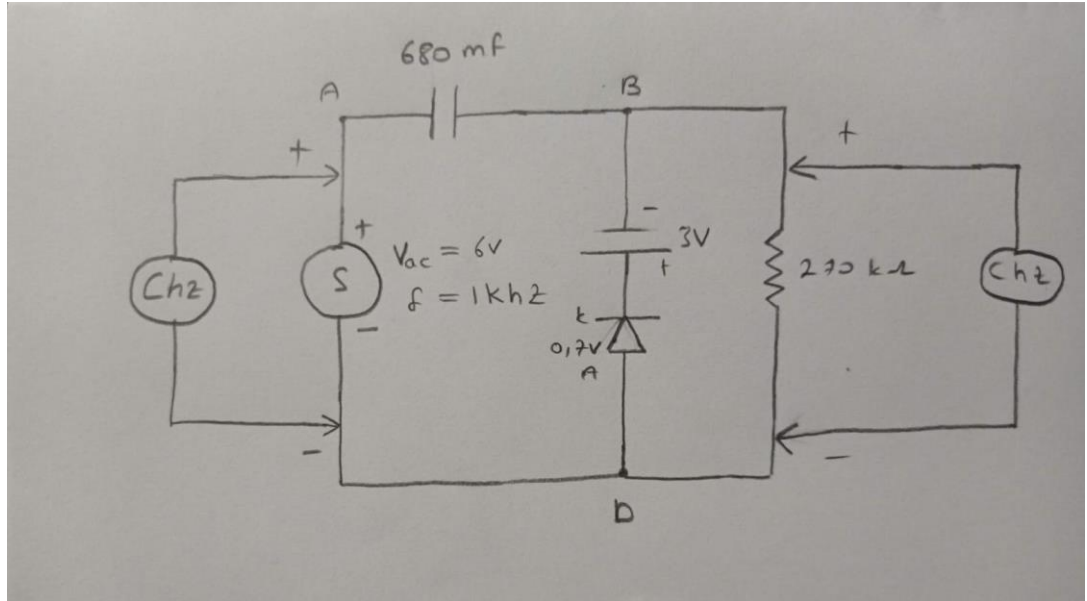 680 mf
A
B
+
+
+
-
Vac = 6V
3V
Ch2
S
f = 1KhZ
+
270 kΩ
Ch2
-
k
0,7V
A
-
-
D